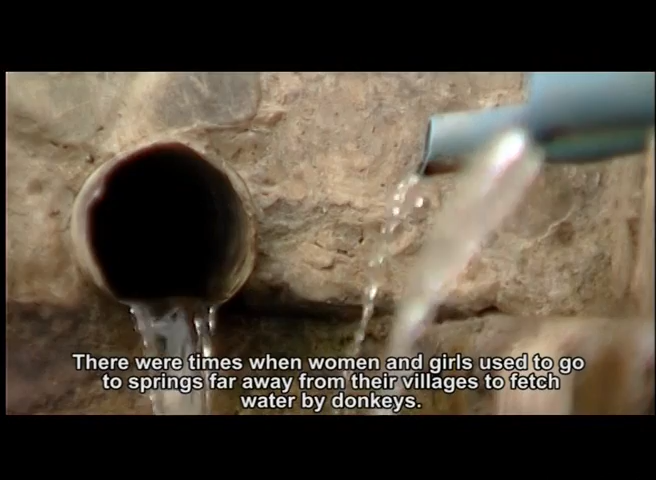 There were times when women and girls used to go
to springs far away from their villages to fetch
water by donkeys.